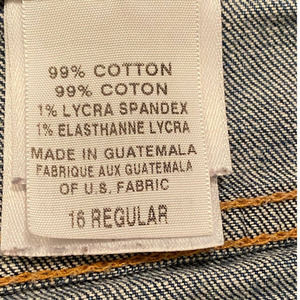 99% COTTON
99% COTON
1% LYCRA SPANDEX
1% ELASTHANNE LYCRA
MADE IN GUATEMALA
FABRIQUE AUX GUATEMALA
OF U.S. FABRIC
16 REGULAR